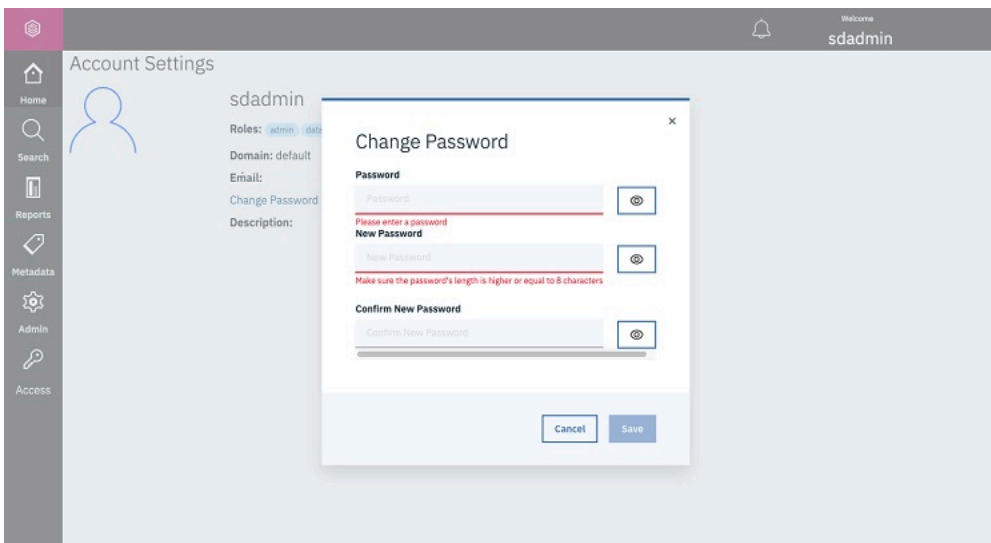 Welcome
sdadmin
Home
Search
Reports
Metadata
Admin
Access
Account Settings
sdadmin
Roles: admin
Domain: default
Email:
Change Password
Description:
×
Change Password
Password
Password
Please enter a password
New Password
New Password
Make sure the password's length is higher or equal to 8 characters
Confirm New Password
Confirm New Password
Cancel
Save